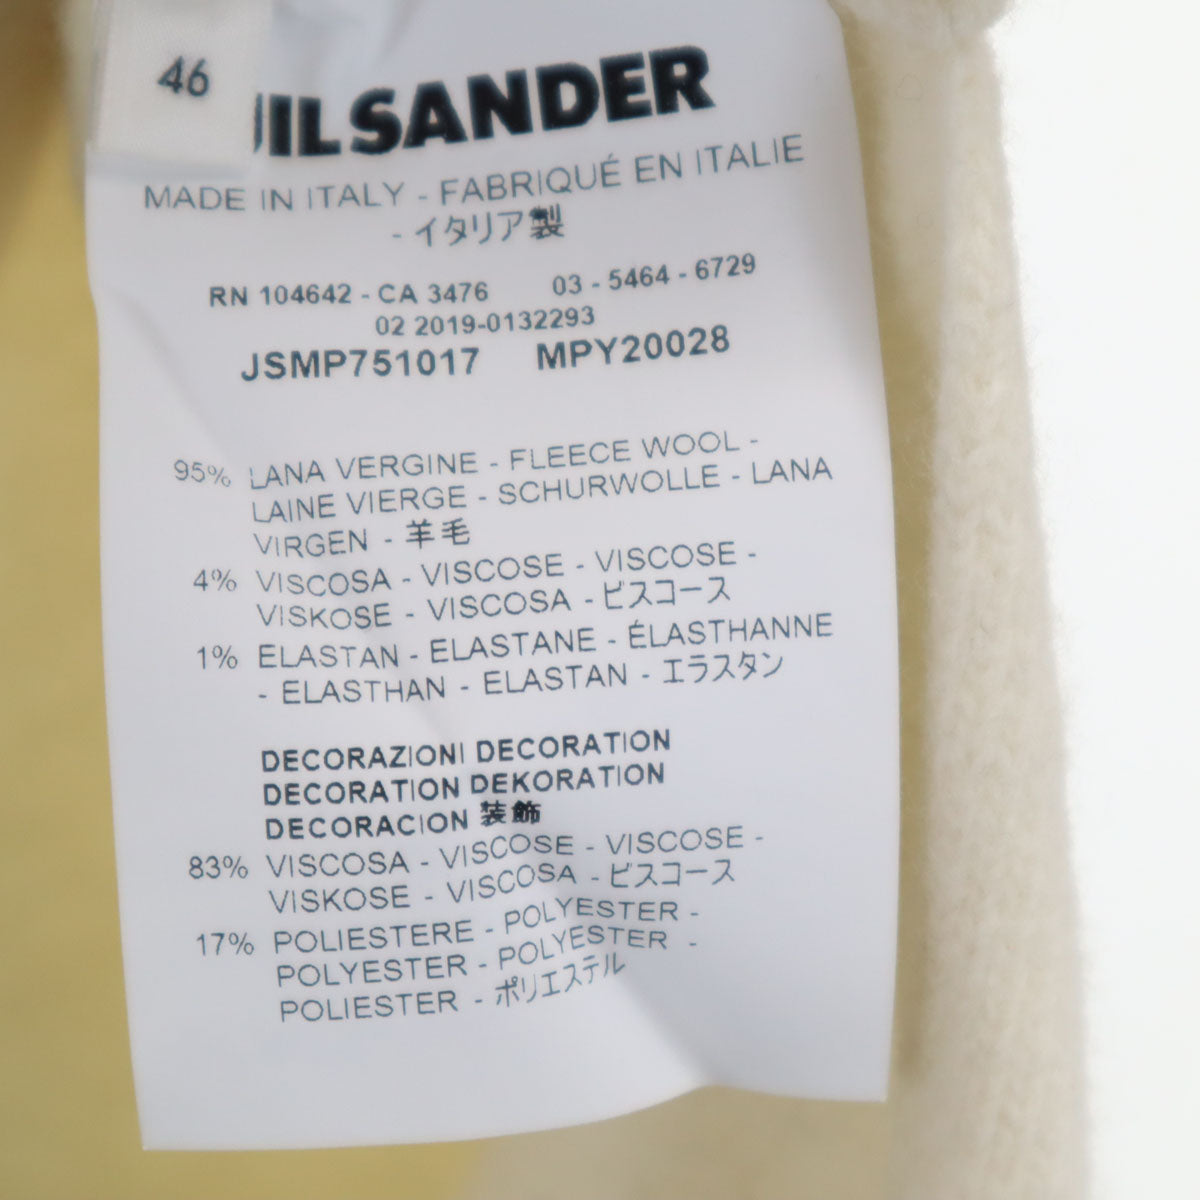 46
JIL SANDER
MADE IN ITALY - FABRIQUÉ EN ITALIE
- イタリア製
RN 104642 - CA 3476 03 - 5464 - 6729
02 2019-0132293
JSMP751017 MPY20028
95% LANA VERGINE - FLEECE WOOL -
LAINE VIERGE - SCHURWOLLE - LANA
VIRGEN - 羊毛
4% VISCOSA - VISCOSE - VISCOSE -
VISKOSE - VISCOSA - ビスコース
1% ELASTAN - ELASTANE - ÉLASTHANNE
- ELASTHAN - ELASTAN - エラスタン
DECORAZIONI DECORATION
DECORATION DEKORATION
DECORACION 装飾
83% VISCOSA - VISCOSE - VISCOSE -
VISKOSE - VISCOSA - ビスコース
17% POLIESTERE - POLYESTER -
POLYESTER - POLYESTER -
POLIESTER - ポリエステル